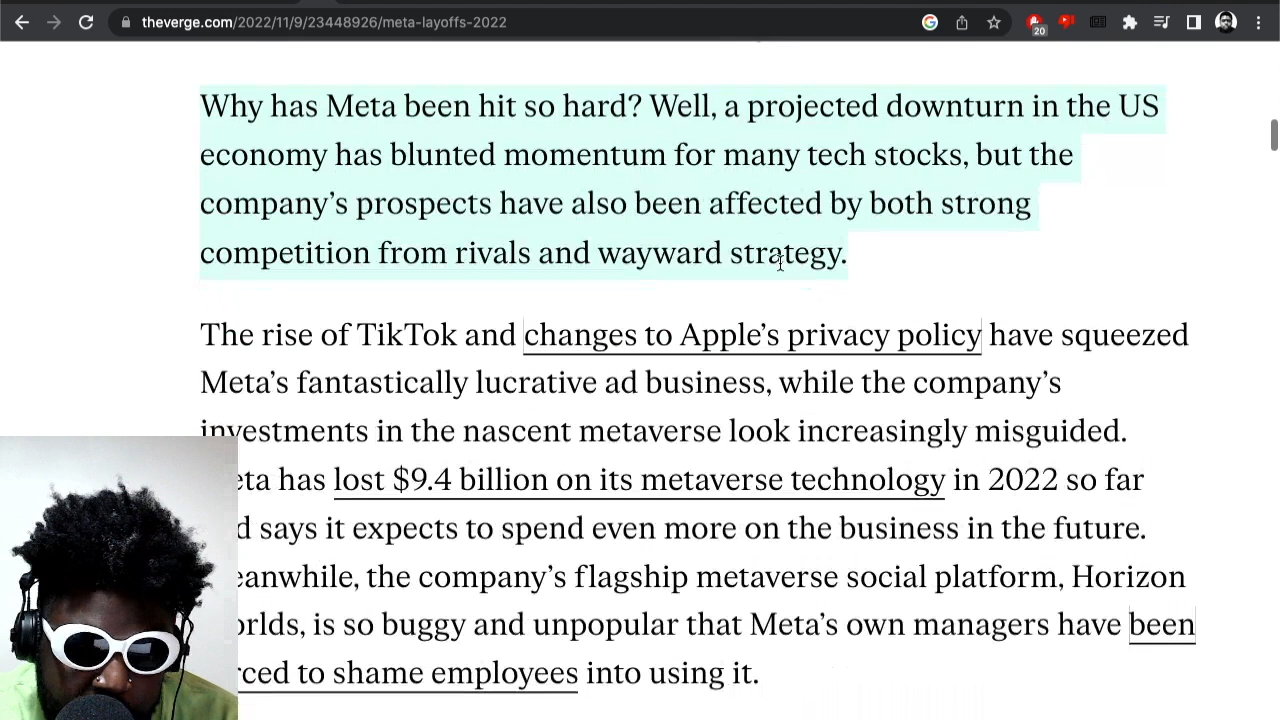 theverge.com/2022/11/9/23448926/meta-layoffs-2022
20
Why has Meta been hit so hard? Well, a projected downturn in the US
economy has blunted momentum for many tech stocks, but the
company’s prospects have also been affected by both strong
competition from rivals and wayward strategy.
The rise of TikTok and changes to Apple’s privacy policy have squeezed
Meta’s fantastically lucrative ad business, while the company’s
investments in the nascent metaverse look increasingly misguided.
eta has lost $9.4 billion on its metaverse technology in 2022 so far
d says it expects to spend even more on the business in the future.
eanwhile, the company’s flagship metaverse social platform, Horizon
orlds, is so buggy and unpopular that Meta’s own managers have been
rced to shame employees into using it.